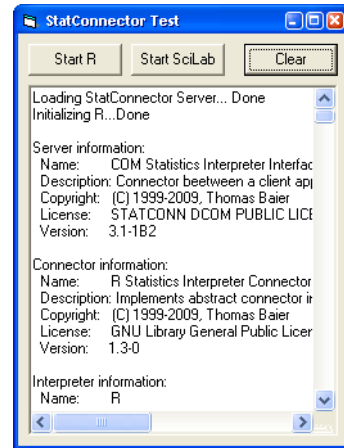 StatConnector Test
Start R Start SciLab Clear
Loading StatConnector Server... Done
Initializing R...Done
Server information:
Name: COM Statistics Interpreter Interfac
Description: Connector beetween a client app
Copyright: (C) 1999-2009, Thomas Baier
License: STATCONN DCOM PUBLIC LICE
Version: 3.1-1B2
Connector information:
Name: R Statistics Interpreter Connector
Description: Implements abstract connector in
Copyright: (C) 1999-2009, Thomas Baier
License: GNU Library General Public Licen
Version: 1.3-0
Interpreter information:
Name: R